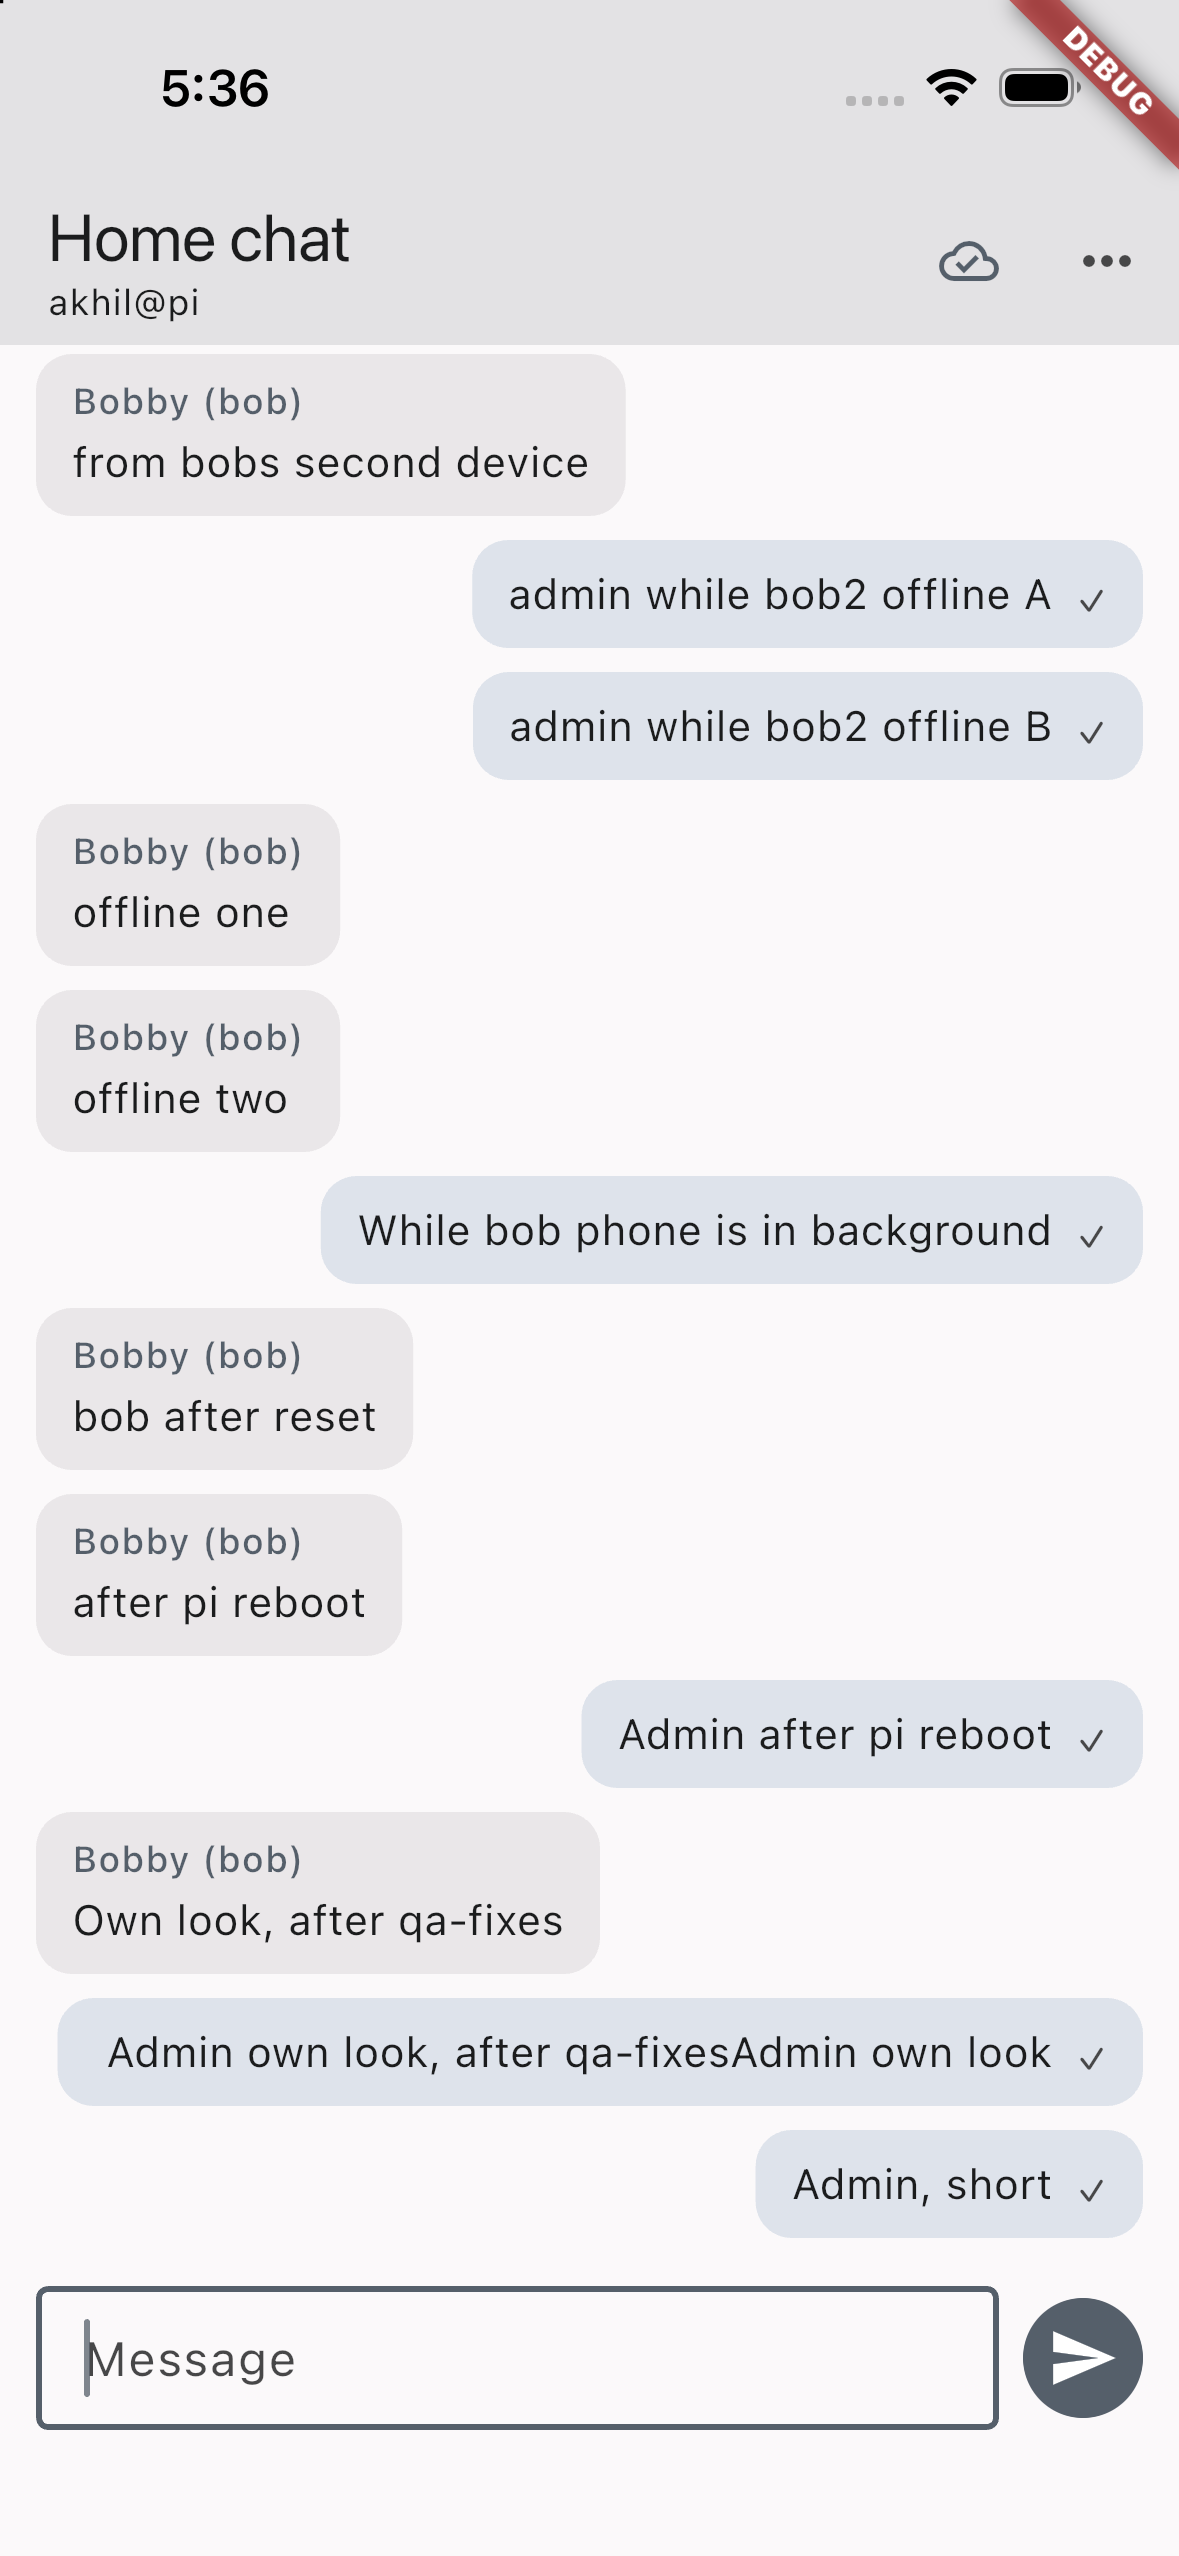 5:36
DEBUG
Home chat
akhil@pi
Bobby (bob)
from bobs second device
admin while bob2 offline A ✓
admin while bob2 offline B ✓
Bobby (bob)
offline one
Bobby (bob)
offline two
While bob phone is in background ✓
Bobby (bob)
bob after reset
Bobby (bob)
after pi reboot
Admin after pi reboot ✓
Bobby (bob)
Own look, after qa-fixes
Admin own look, after qa-fixesAdmin own look ✓
Admin, short ✓
Message